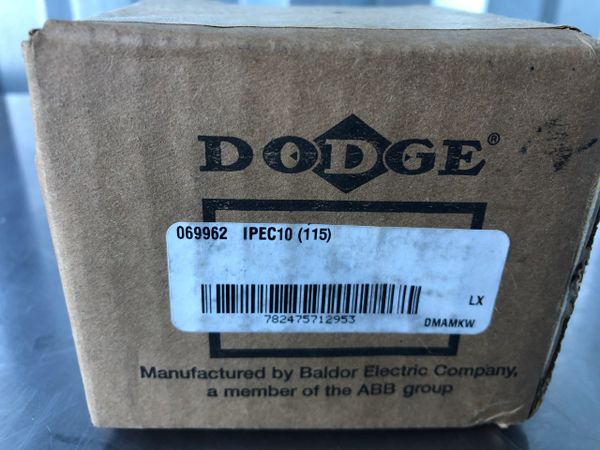 DODGE®
069962 IPEC10 (115)
782475712953
LX
DMAMKW
Manufactured by Baldor Electric Company,
a member of the ABB group